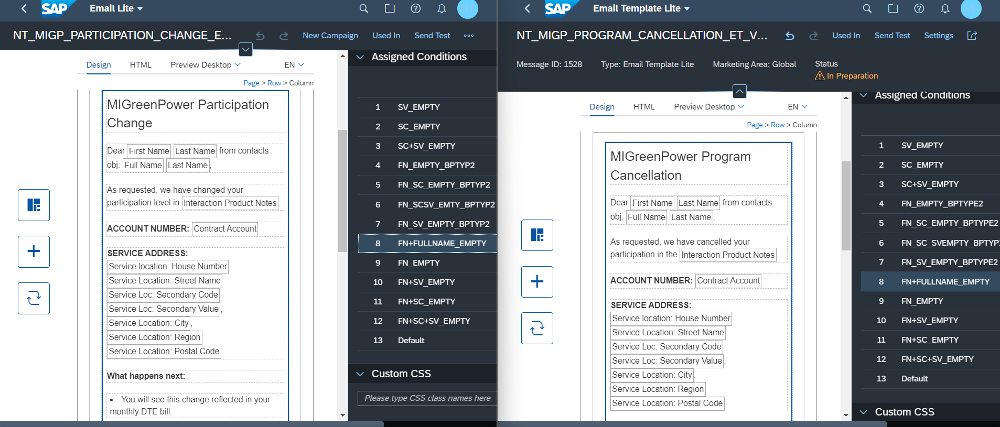 SAP
Email Lite
NT_MIGP_PARTICIPATION_CHANGE_E...
New Campaign
Used In
Send Test
Design
HTML
Preview Desktop
EN
Page > Row > Column
MIGreenPower Participation
Change
Dear First Name Last Name from contacts
obj: Full Name Last Name,
As requested, we have changed your
participation level in Interaction Product Notes.
ACCOUNT NUMBER: Contract Account
SERVICE ADDRESS:
Service location: House Number
Service Location: Street Name
Service Loc: Secondary Code
Service Loc: Secondary Value,
Service Location: City,
Service Location: Region
Service Location: Postal Code
What happens next:
• You will see this change reflected in your
monthly DTE bill.
Assigned Conditions
1 SV_EMPTY
2 SC_EMPTY
3 SC+SV_EMPTY
4 FN_EMPTY_BPTYP2
5 FN_SC_EMPTY_BPTYP2
6 FN_SCSV_EMTY_BPTYP2
7 FN_SV_EMPTY_BPTYP2
8 FN+FULLNAME_EMPTY
9 FN_EMPTY
10 FN+SV_EMPTY
11 FN+SC_EMPTY
12 FN+SC+SV_EMPTY
13 Default
Custom CSS
Please type CSS class names here
SAP
Email Template Lite
NT_MIGP_PROGRAM_CANCELLATION_ET_V...
Used In
Send Test
Settings
Message ID: 1528
Type: Email Template Lite
Marketing Area: Global
Status
In Preparation
Design
HTML
Preview Desktop
EN
Page > Row > Column
MIGreenPower Program
Cancellation
Dear First Name Last Name from contacts
obj: Full Name Last Name,
As requested, we have cancelled your
participation in the Interaction Product Notes.
ACCOUNT NUMBER: Contract Account
SERVICE ADDRESS:
Service location: House Number
Service Location: Street Name
Service Loc: Secondary Code
Service Loc: Secondary Value,
Service Location: City,
Service Location: Region
Service Location: Postal Code
Assigned Conditions
1 SV_EMPTY
2 SC_EMPTY
3 SC+SV_EMPTY
4 FN_EMPTY_BPTYPE2
5 FN_SC_EMPTY_BPTYPE2
6 FN_SC_SVEMPTY_BPTYP
7 FN_SV_EMPTY_BPTYPE2
8 FN+FULLNAME_EMPTY
9 FN_EMPTY
10 FN+SV_EMPTY
11 FN+SC_EMPTY
12 FN+SC+SV_EMPTY
13 Default
Custom CSS